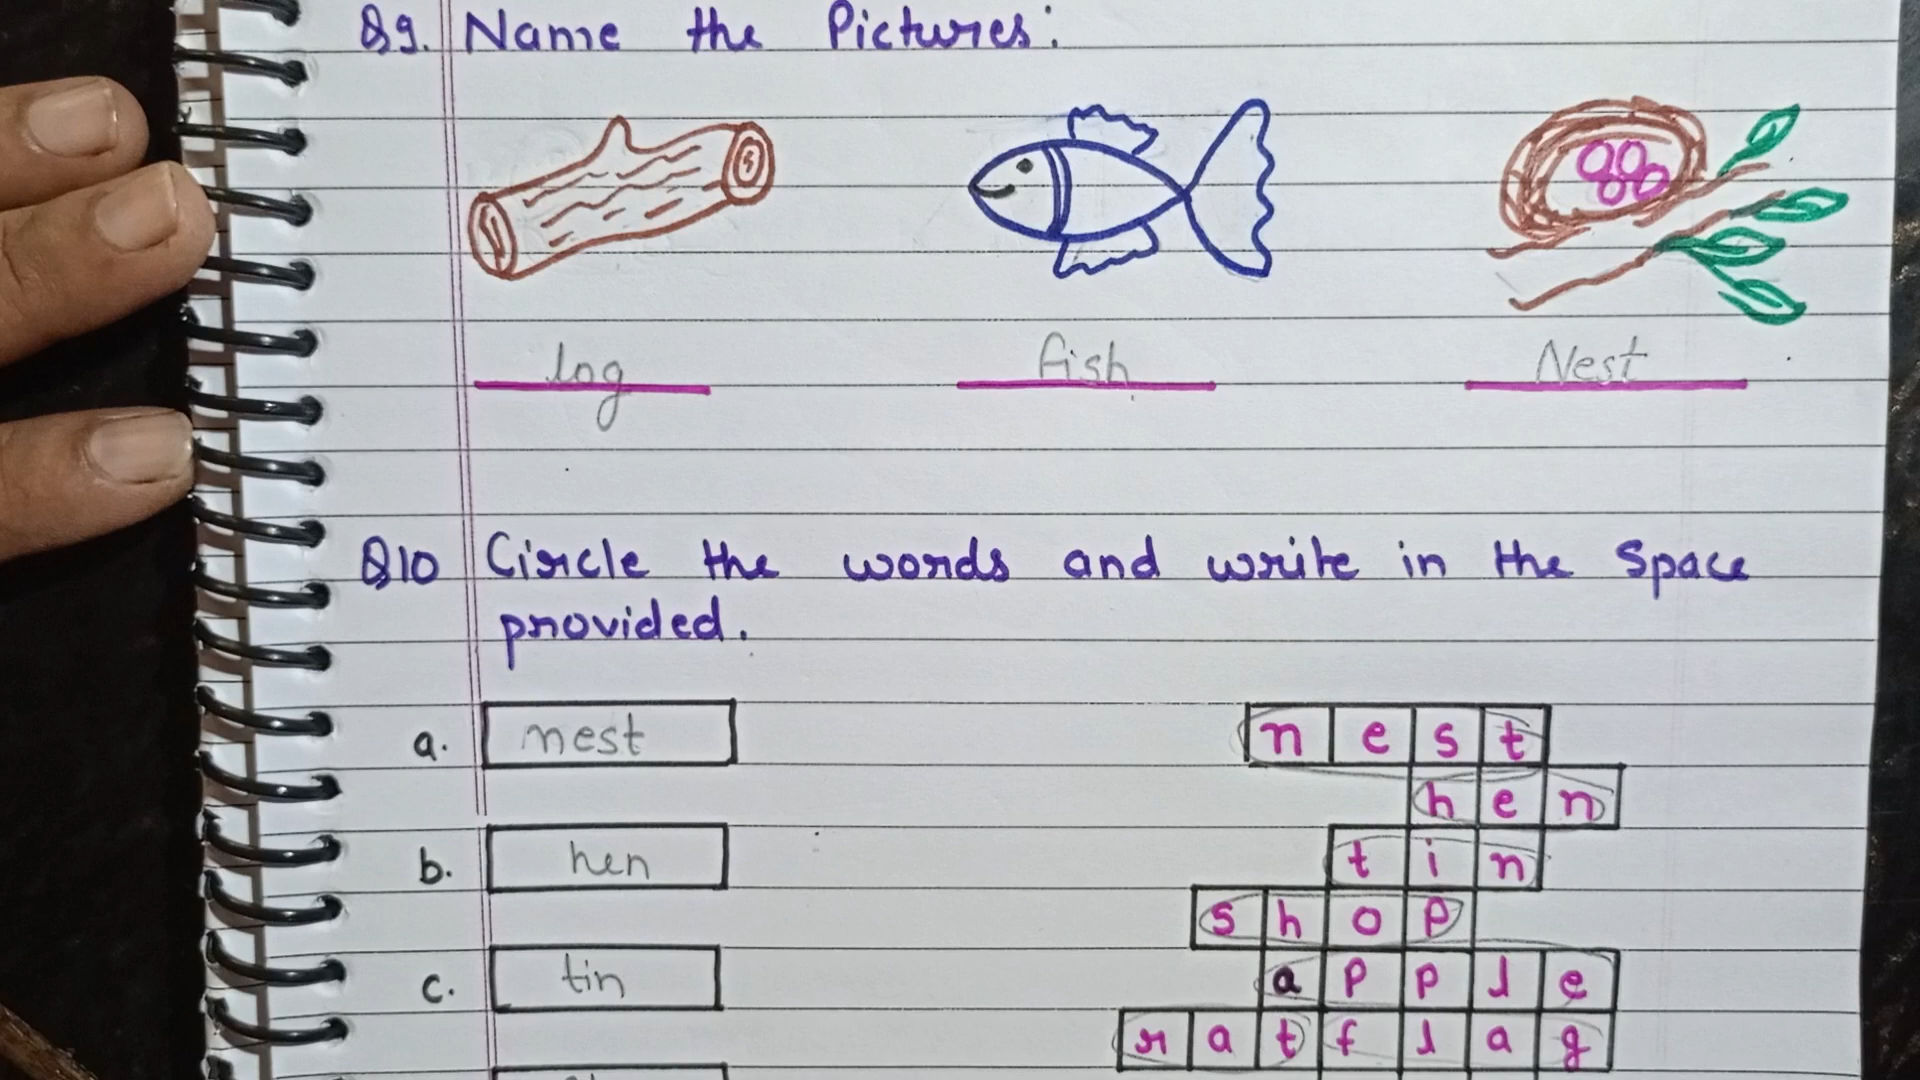 Q9. Name the Pictures:
log fish Nest
Q10 Circle the words and write in the Space
provided.
a. nest
n e s t
h e n
b. hen
t i n
s h o p
c. tin
a p p l e
r a t f l a g